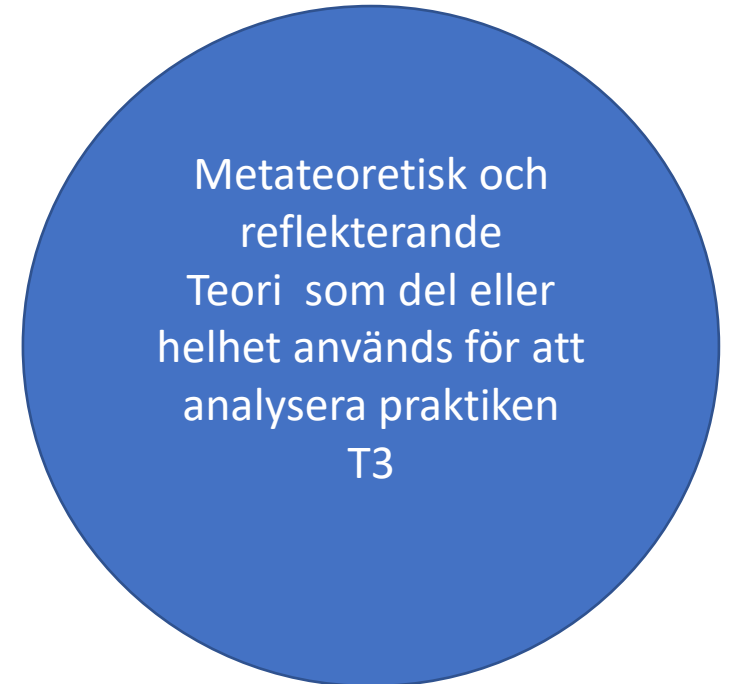 Metateoretisk och
reflekterande
Teori  som del eller
helhet används för att
analysera praktiken
T3